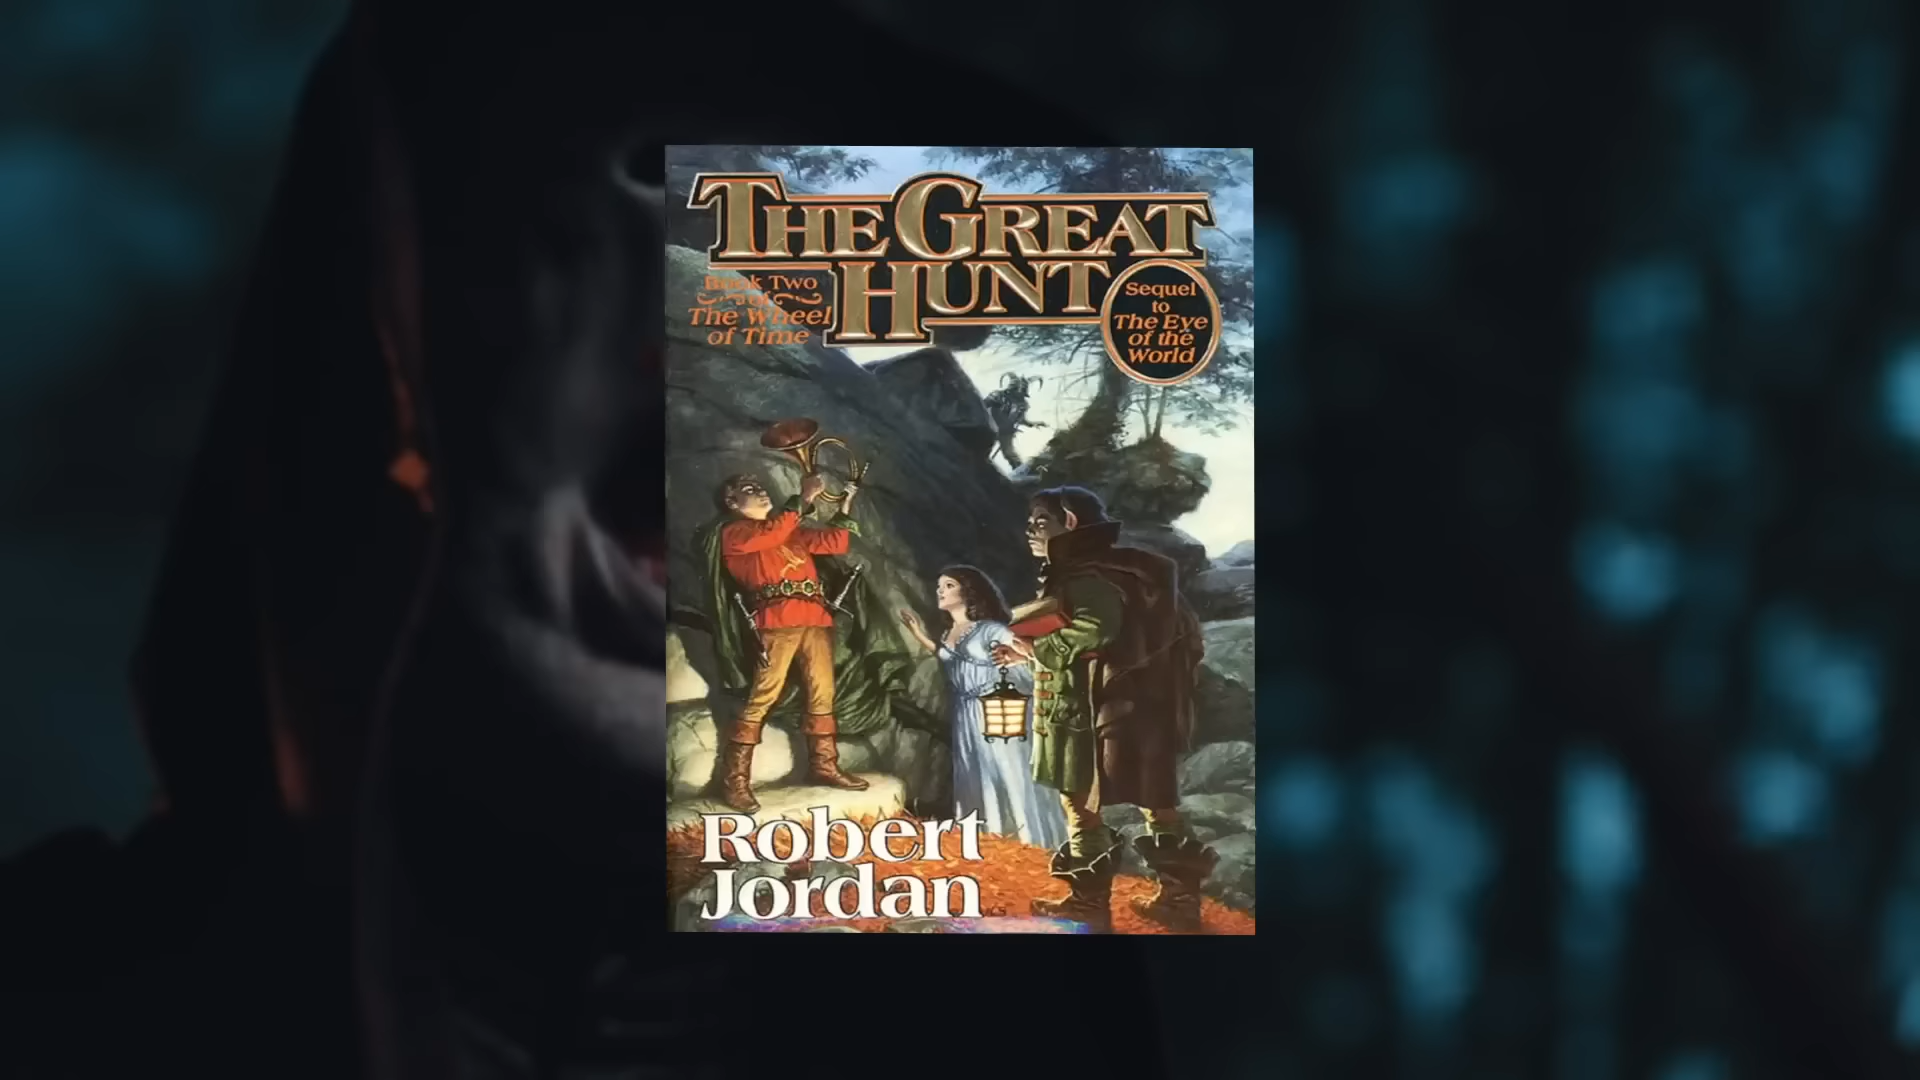 THE GREAT
HUNT
Book Two
of
The Wheel
of Time
Sequel
to
The Eye
of the
World
Robert
Jordan